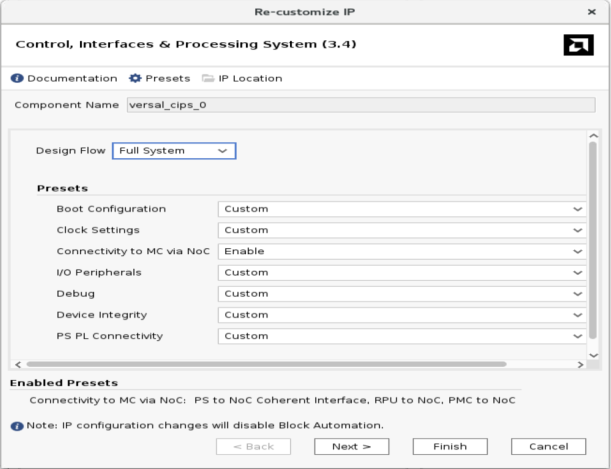 Re-customize IP
Control, Interfaces & Processing System (3.4)
Documentation Presets IP Location
Component Name versal_cips_0
Design Flow Full System
Presets
Boot Configuration Custom
Clock Settings Custom
Connectivity to MC via NoC Enable
I/O Peripherals Custom
Debug Custom
Device Integrity Custom
PS PL Connectivity Custom
Enabled Presets
Connectivity to MC via NoC: PS to NoC Coherent Interface, RPU to NoC, PMC to NoC
Note: IP configuration changes will disable Block Automation.
< Back Next > Finish Cancel